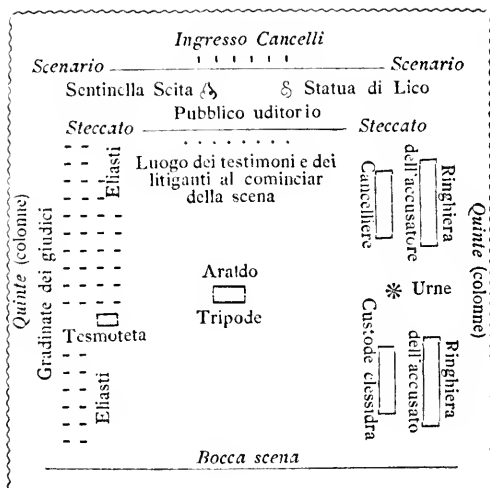 Ingresso Cancelli
Scenario Scenario
Sentinella Scita Statua di Lico
Pubblico uditorio
Steccato Steccato
Eliasti
Luogo dei testimoni e dei
litiganti al cominciar
della scena
Cancelliere
Ringhiera
dell'accusatore
Quinte (colonne)
Gradinate dei giudici
Quinte (colonne)
Araldo
Urne
Tripode
Tesmoteta
Eliasti
Custode clessidra
Ringhiera
dell'accusato
Bocca scena